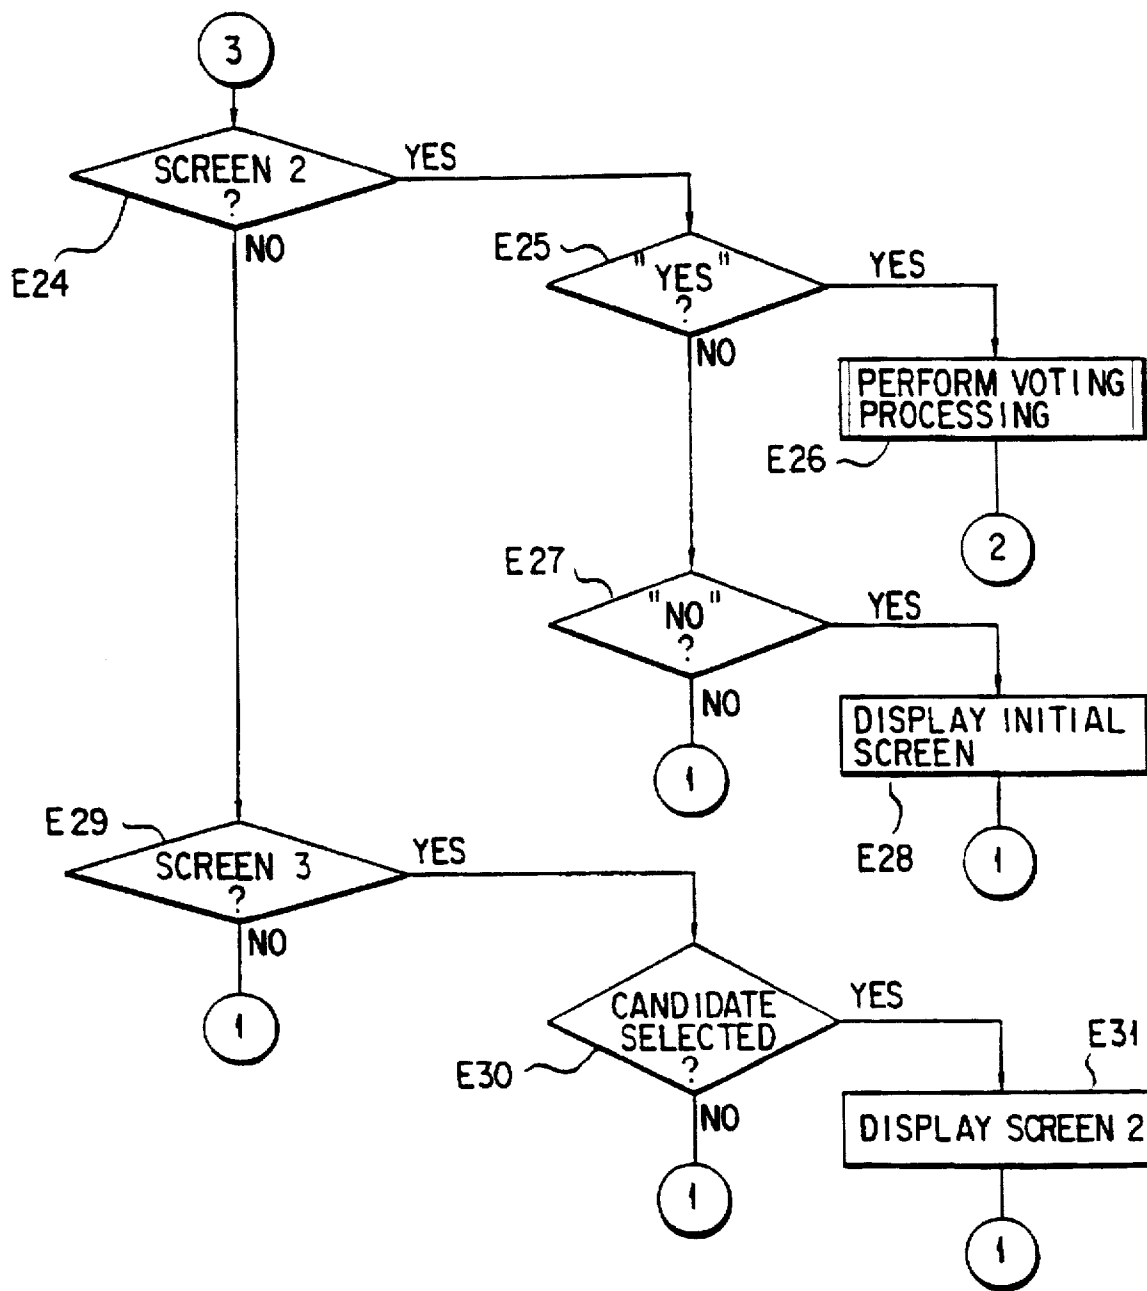 3
SCREEN 2
?
YES
NO
E24
E25
"YES"
?
YES
NO
PERFORM VOTING
PROCESSING
E26
2
E27
"NO"
?
YES
NO
1
DISPLAY INITIAL
SCREEN
E28
1
E29
SCREEN 3
?
YES
NO
1
CANDIDATE
SELECTED
?
YES
E30
NO
1
E31
DISPLAY SCREEN 2
1